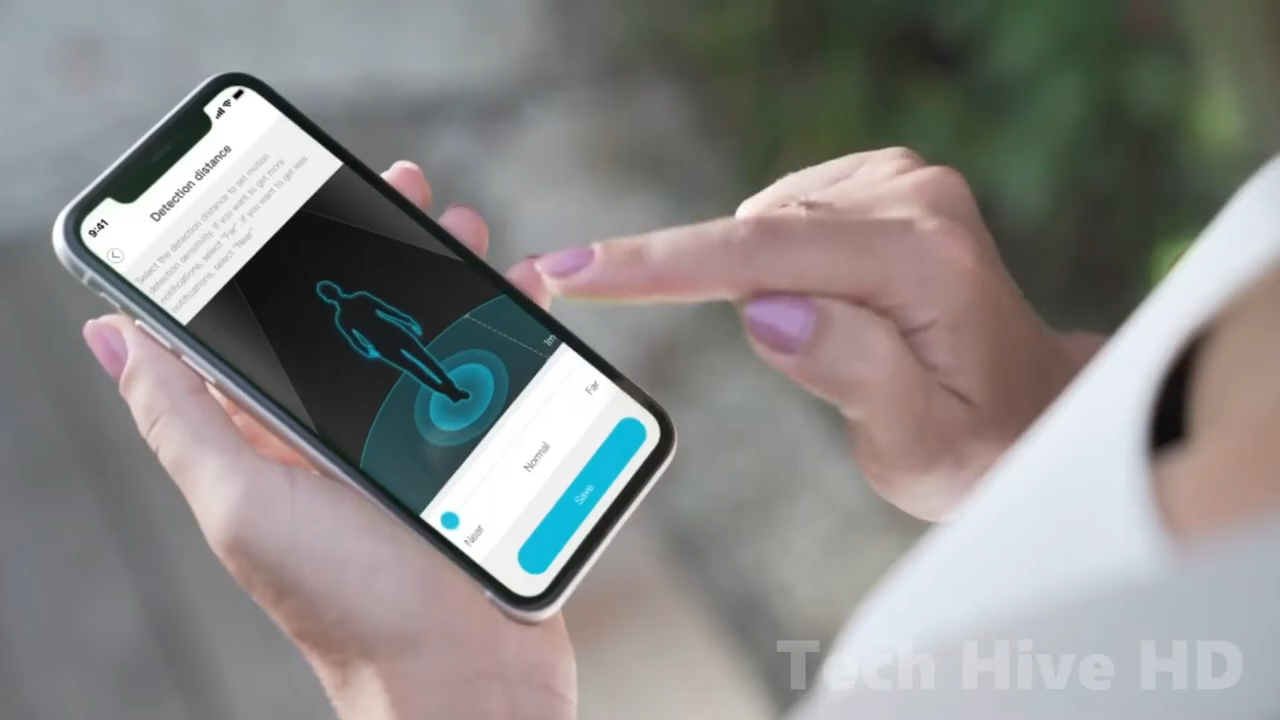 9:41
Detection distance
Select the detection distance to set motion
detection sensitivity. If you want to get more
notifications, select "Far". If you want to get less
notifications, select "Near"
1m
Near
Normal
Far
Save
Tech Hive HD